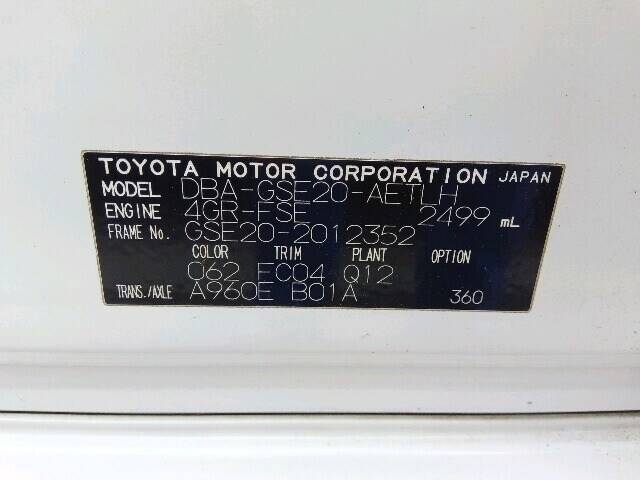 TOYOTA MOTOR CORPORATION JAPAN
MODEL DBA-GSE20-AETLH
ENGINE 4GR-FSE 2499 mL
FRAME No. GSE20-2012352
COLOR TRIM PLANT OPTION
062 FC04 Q12
TRANS./AXLE A960E B01A 360